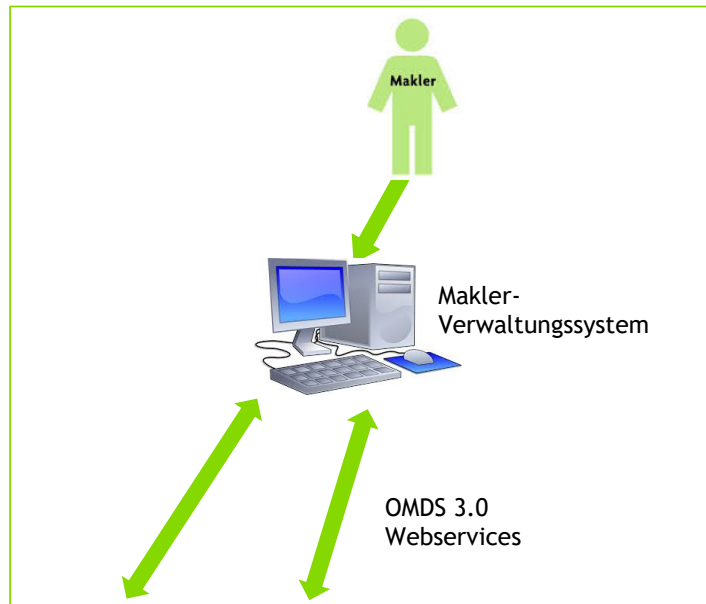 Makler
Makler-
Verwaltungssystem
OMDS 3.0
Webservices